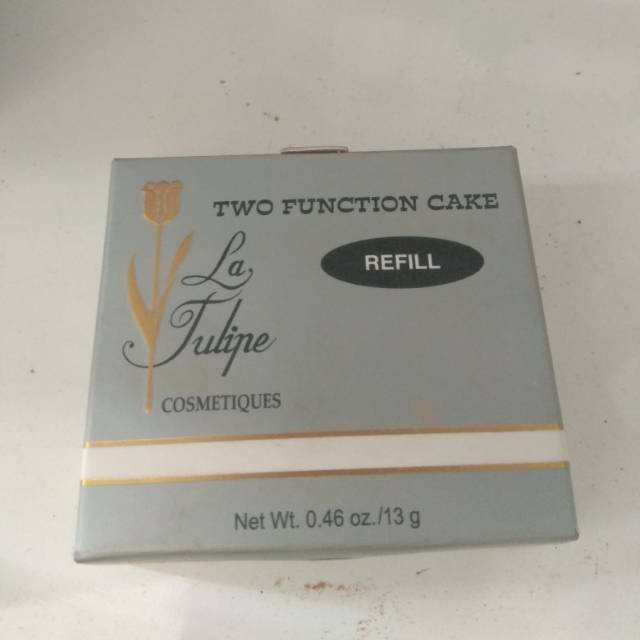 TWO FUNCTION CAKE
REFILL
La
Tulipe
COSMETIQUES
Net Wt. 0.46 oz./13 g